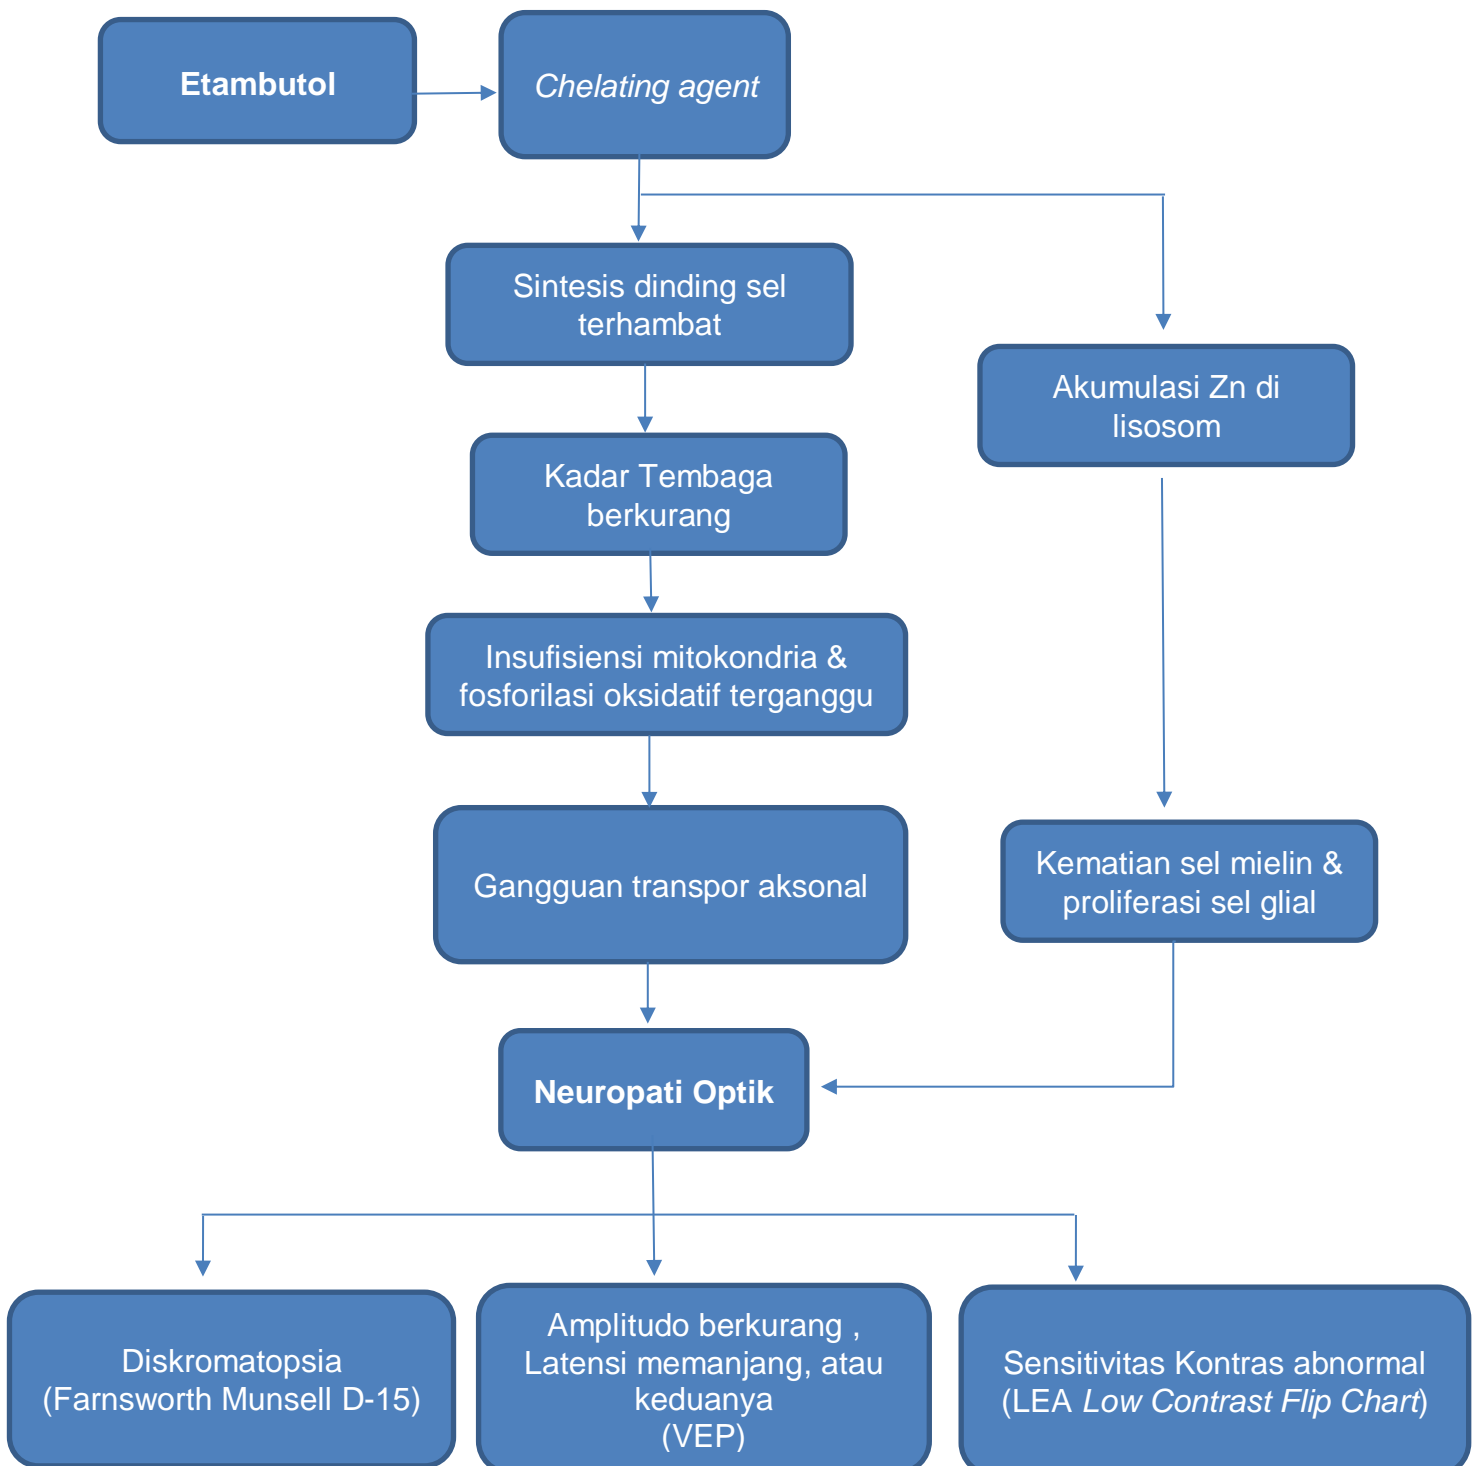 Etambutol
Chelating agent
Sintesis dinding sel
terhambat
Akumulasi Zn di
lisosom
Kadar Tembaga
berkurang
Insufisiensi mitokondria &
fosforilasi oksidatif terganggu
Gangguan transpor aksonal
Kematian sel mielin &
proliferasi sel glial
Neuropati Optik
Diskromatopsia
(Farnsworth Munsell D-15)
Amplitudo berkurang ,
Latensi memanjang, atau
keduanya
(VEP)
Sensitivitas Kontras abnormal
(LEA Low Contrast Flip Chart)